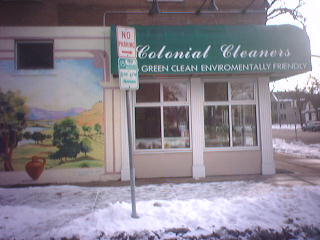 NO
PARKING
Colonial Cleaners
GREEN CLEAN ENVIROMENTALLY FRIENDLY